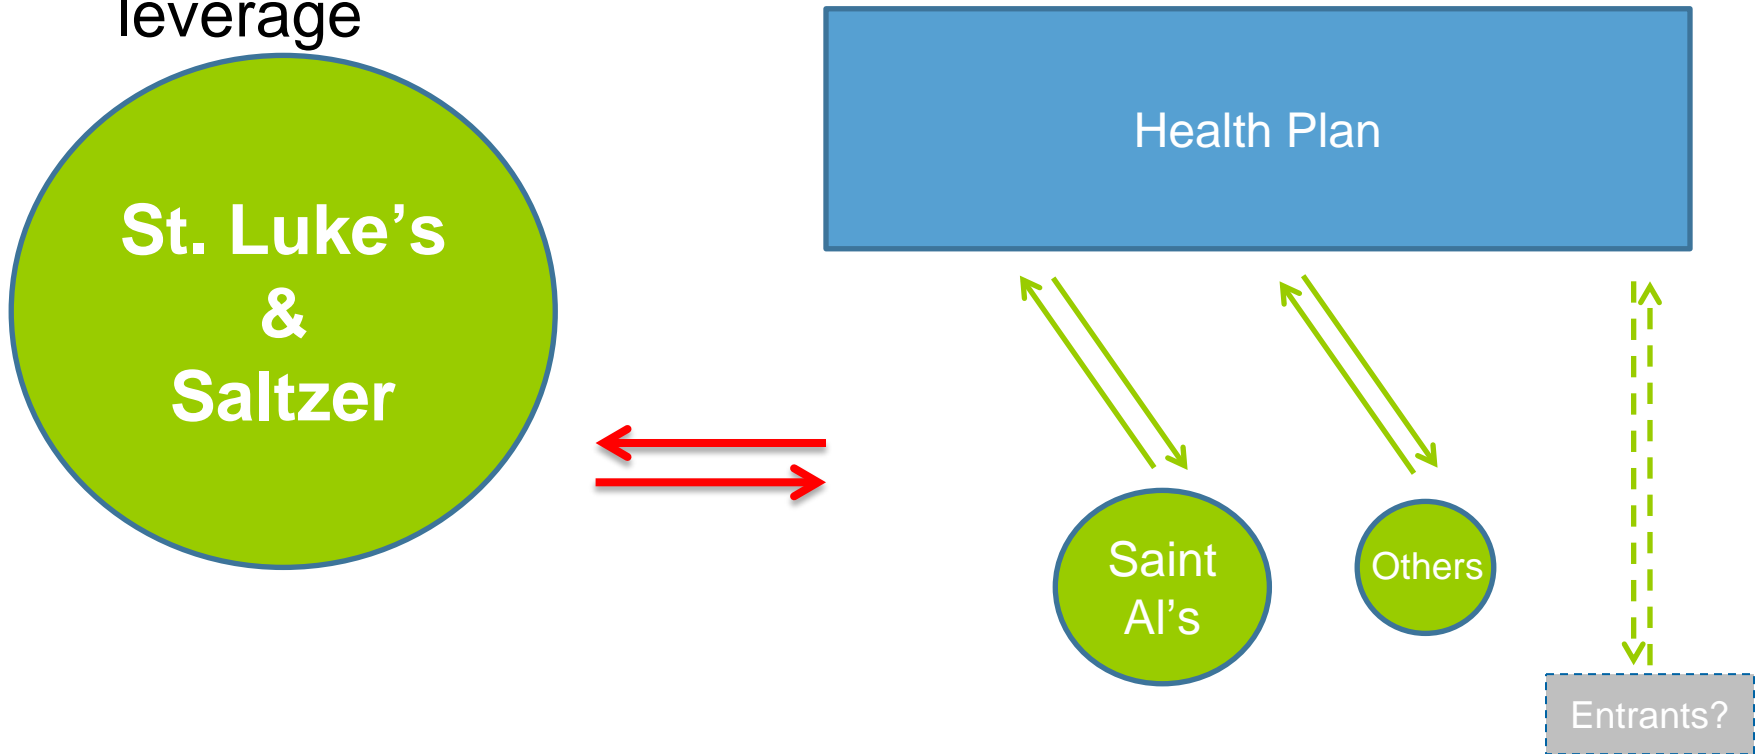 leverage
Health Plan
St. Luke’s
&
Saltzer
Saint
Al’s
Others
Entrants?